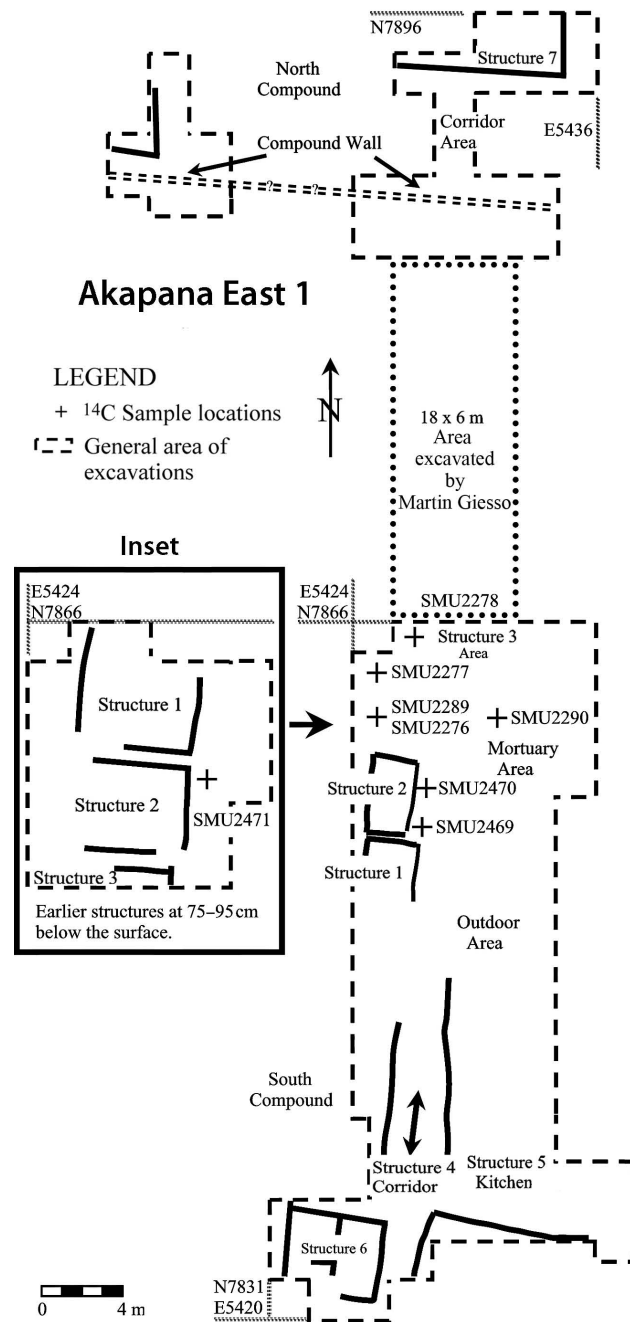 N7896
Structure 7
North
Compound
E5436
Corridor
Area
Compound Wall
? ?
Akapana East 1
LEGEND
+ ¹⁴C Sample locations
General area of
excavations
N
18 x 6 m
Area
excavated
by
Martin Giesso
Inset
E5424
N7866
Structure 1
Structure 2
SMU2471
Structure 3
Earlier structures at 75–95 cm
below the surface.
E5424
N7866
SMU2278
Structure 3
Area
SMU2277
SMU2289
SMU2276
SMU2290
Mortuary
Area
Structure 2
SMU2470
SMU2469
Structure 1
Outdoor
Area
South
Compound
Structure 4
Corridor
Structure 5
Kitchen
Structure 6
N7831
E5420
0 4 m